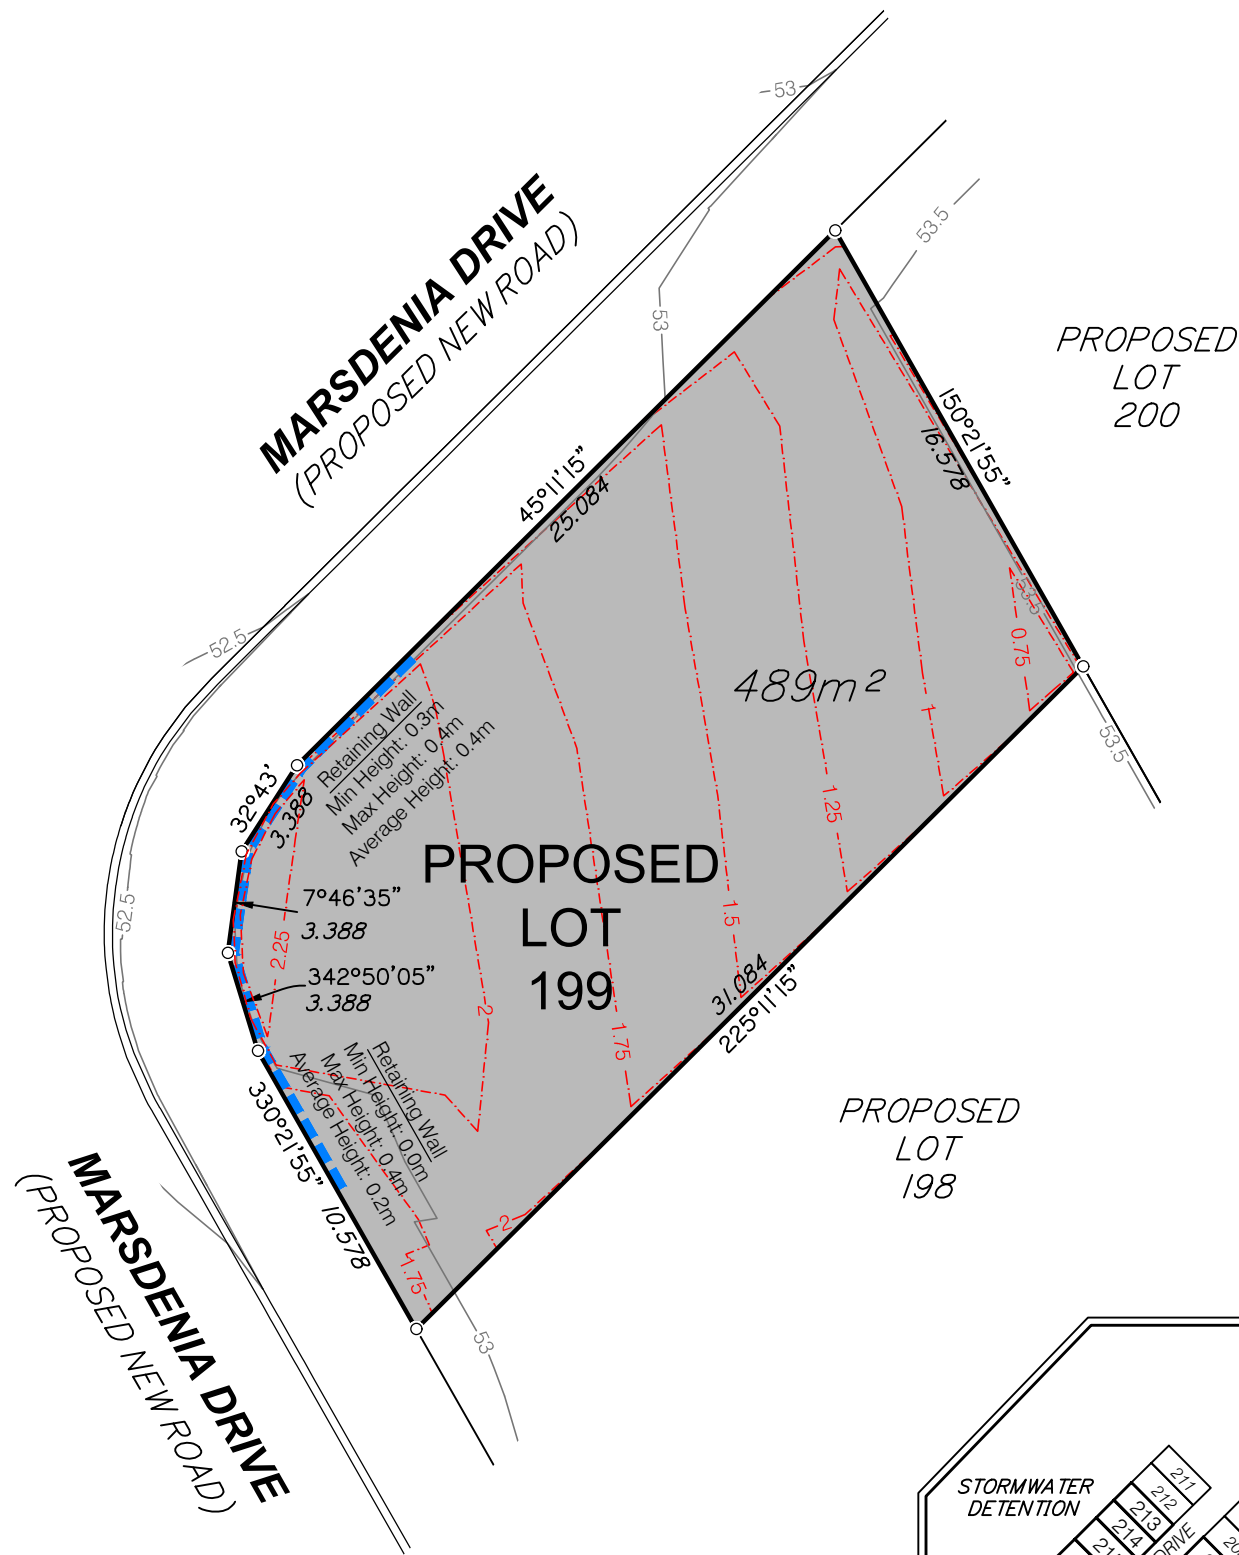 53
MARSDENIA DRIVE
(PROPOSED NEW ROAD)
53.5
53
PROPOSED
LOT
200
150°21'55"
16.578
45°11'15"
25.084
53.5
0.75
52.5
489m²
1
53.5
Retaining Wall
Min Height: 0.3m
Max Height: 0.4m
Average Height: 0.4m
32°43'
3.388
1.25
PROPOSED
LOT
199
7°46'35"
3.388
52.5
2.25
1.5
342°50'05"
3.388
2
31.084
225°11'15"
1.75
Retaining Wall
Min Height: 0.0m
Max Height: 0.4m
Average Height: 0.2m
330°21'55"
10.578
PROPOSED
LOT
198
2
1.75
53
MARSDENIA DRIVE
(PROPOSED NEW ROAD)
STORMWATER
DETENTION
211
212
213
214
DRIVE